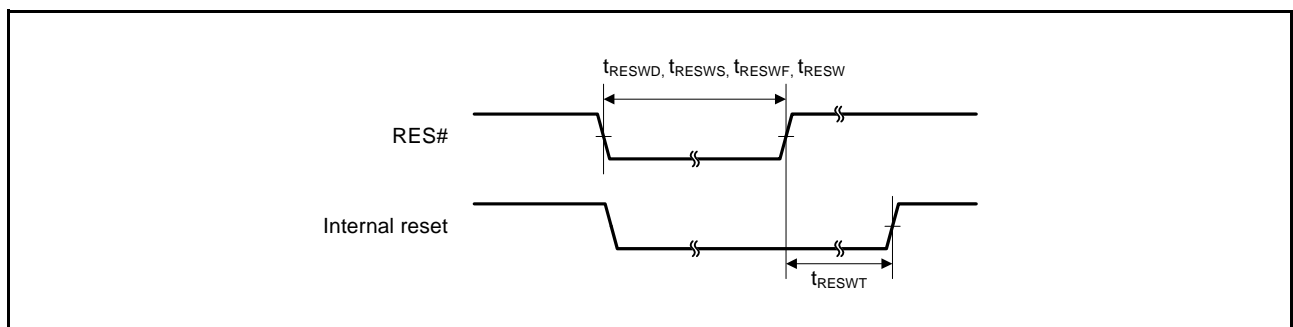 tRESWD, tRESWS, tRESWF, tRESW
RES#
Internal reset
tRESWT